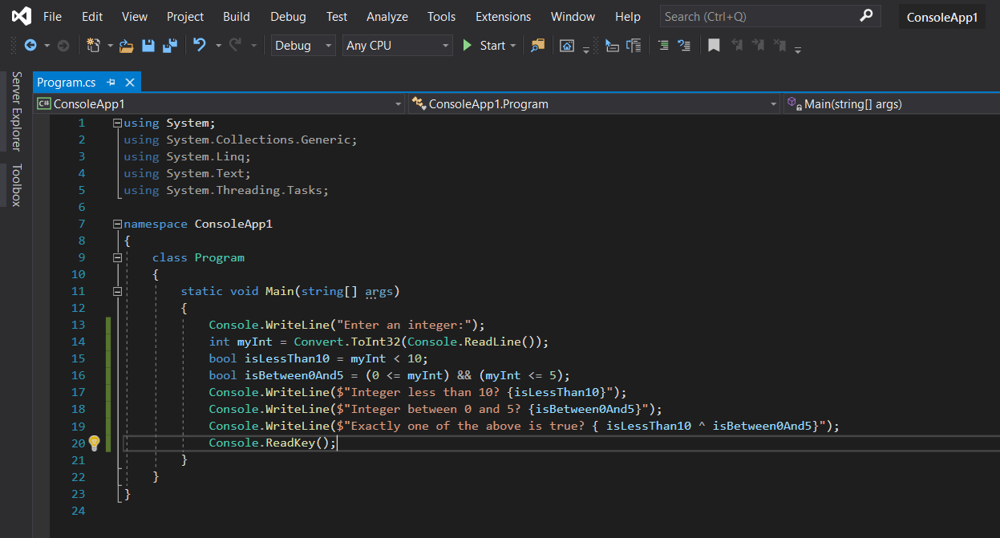 File Edit View Project Build Debug Test Analyze Tools Extensions Window Help Search (Ctrl+Q) ConsoleApp1
Debug Any CPU Start
Server Explorer
Toolbox
Program.cs
C# ConsoleApp1 ConsoleApp1.Program Main(string[] args)
1 using System;
2 using System.Collections.Generic;
3 using System.Linq;
4 using System.Text;
5 using System.Threading.Tasks;
6
7 namespace ConsoleApp1
8 {
9 class Program
10 {
11 static void Main(string[] args)
12 {
13 Console.WriteLine("Enter an integer:");
14 int myInt = Convert.ToInt32(Console.ReadLine());
15 bool isLessThan10 = myInt < 10;
16 bool isBetween0And5 = (0 <= myInt) && (myInt <= 5);
17 Console.WriteLine($"Integer less than 10? {isLessThan10}");
18 Console.WriteLine($"Integer between 0 and 5? {isBetween0And5}");
19 Console.WriteLine($"Exactly one of the above is true? { isLessThan10 ^ isBetween0And5}");
20 Console.ReadKey();
21 }
22 }
23 }
24